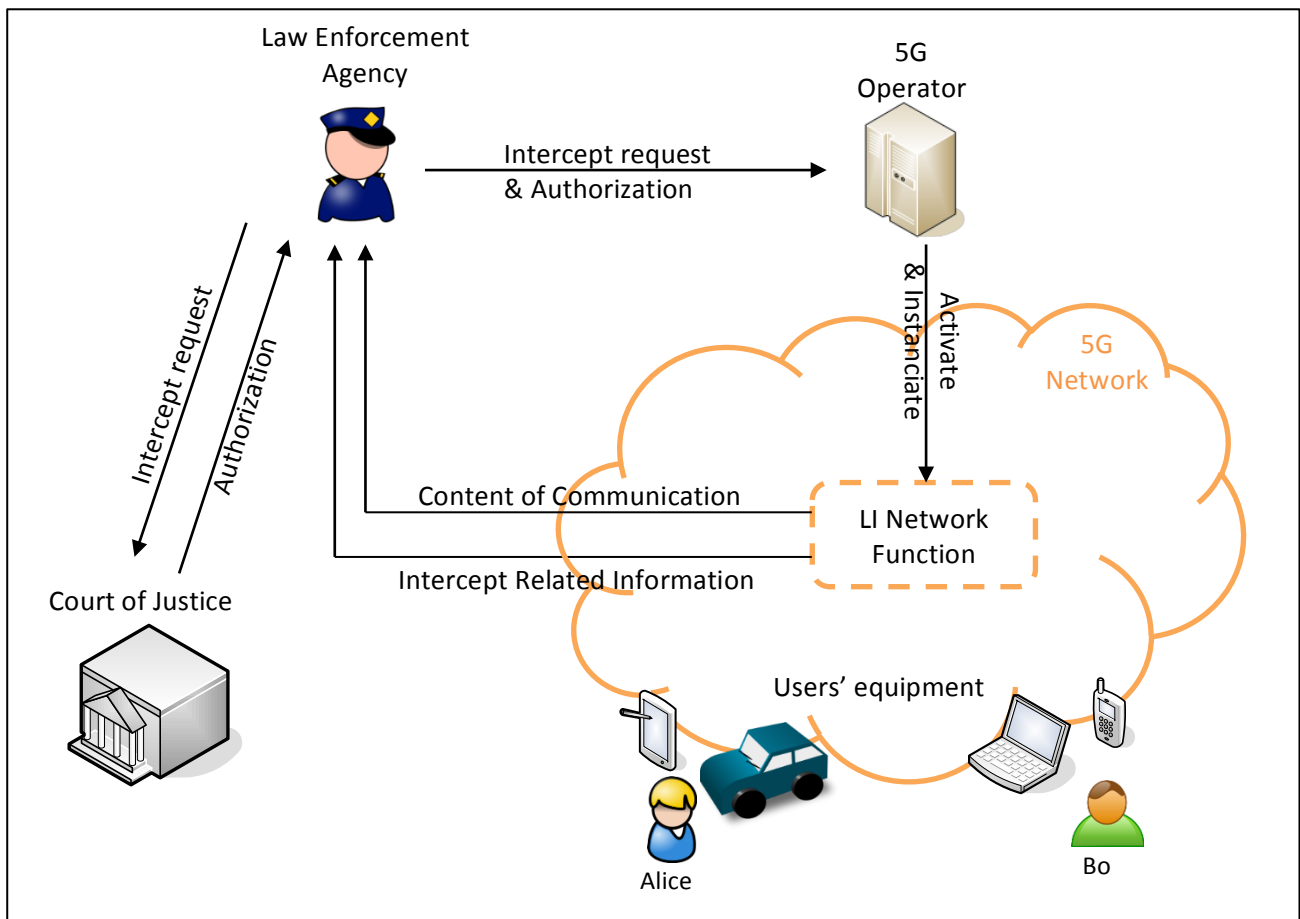 Law Enforcement
Agency
5G
Operator
Intercept request
& Authorization
Intercept request
Authorization
Activate
& Instanciate
5G
Network
Content of Communication
LI Network
Function
Intercept Related Information
Court of Justice
Users’ equipment
Alice
Bo